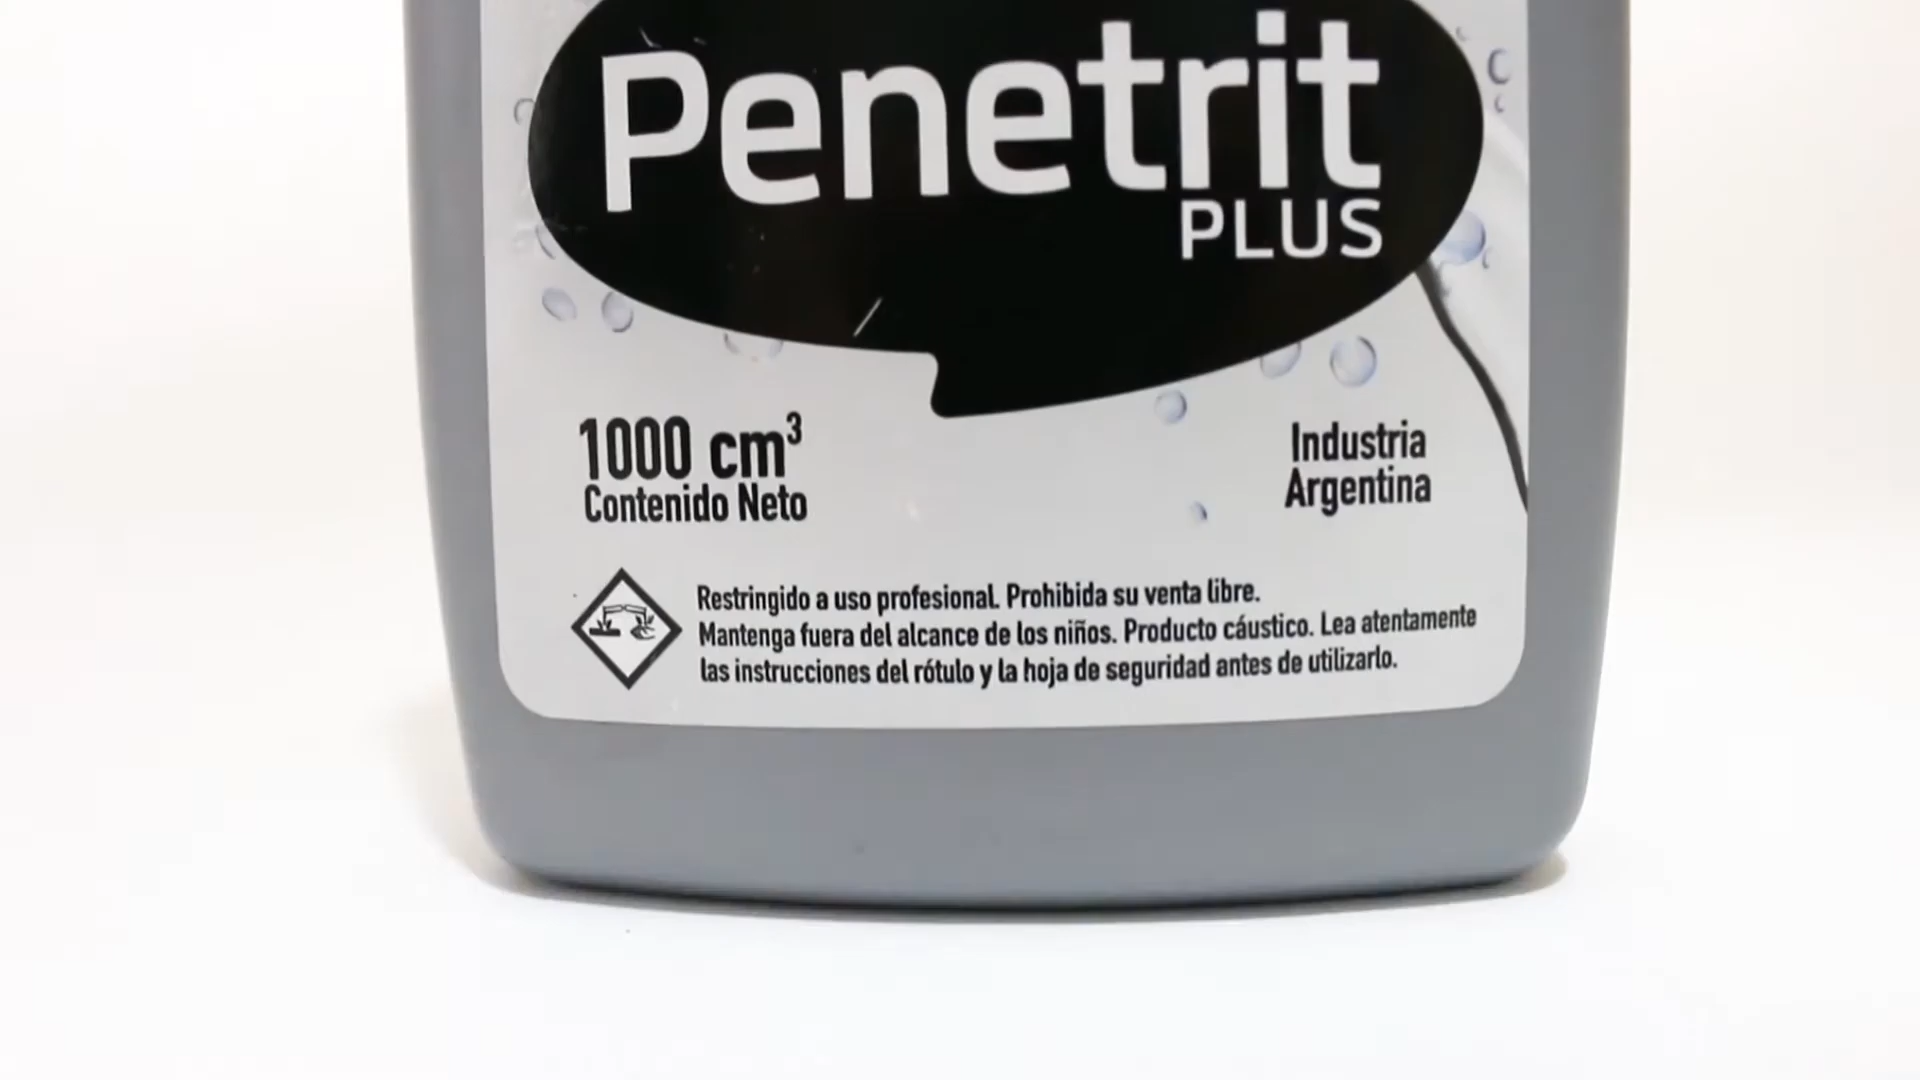 Penetrit
PLUS
1000 cm³
Contenido Neto
Industria
Argentina
Restringido a uso profesional. Prohibida su venta libre.
Mantenga fuera del alcance de los niños. Producto cáustico. Lea atentamente
las instrucciones del rótulo y la hoja de seguridad antes de utilizarlo.